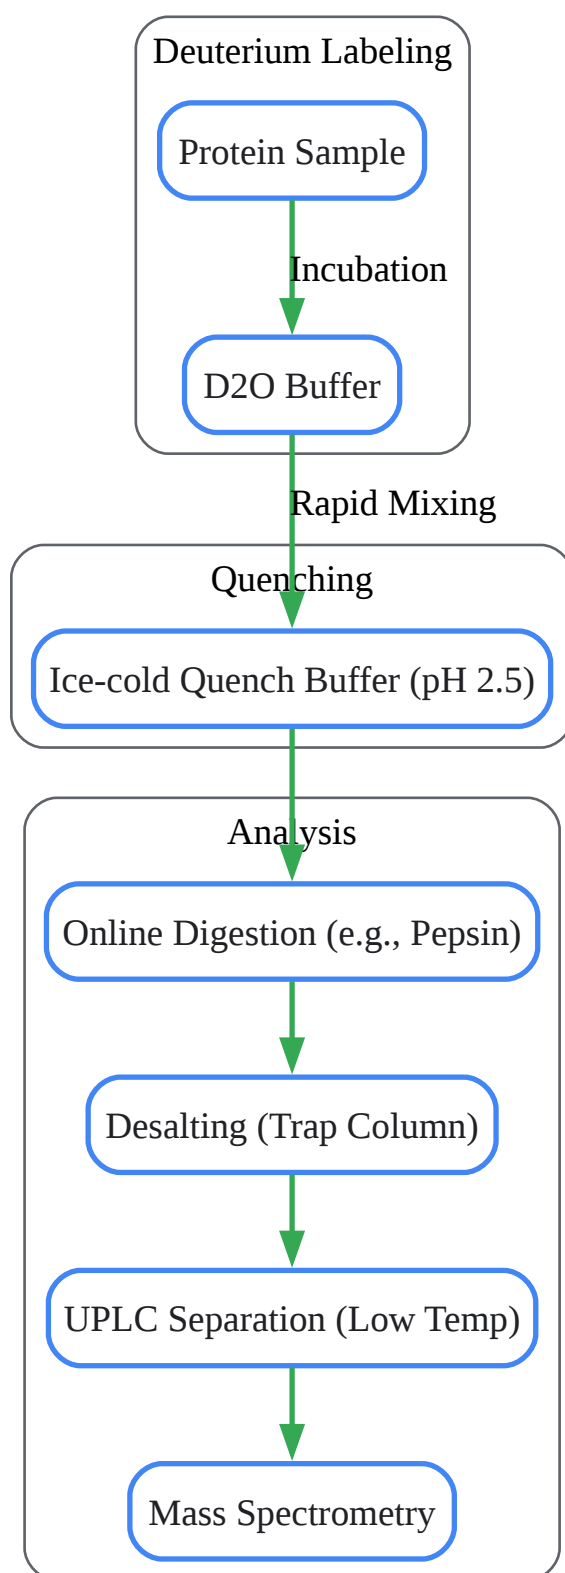 Deuterium Labeling
Protein Sample
Incubation
D2O Buffer
Rapid Mixing
Quenching
Ice-cold Quench Buffer (pH 2.5)
Analysis
Online Digestion (e.g., Pepsin)
Desalting (Trap Column)
UPLC Separation (Low Temp)
Mass Spectrometry